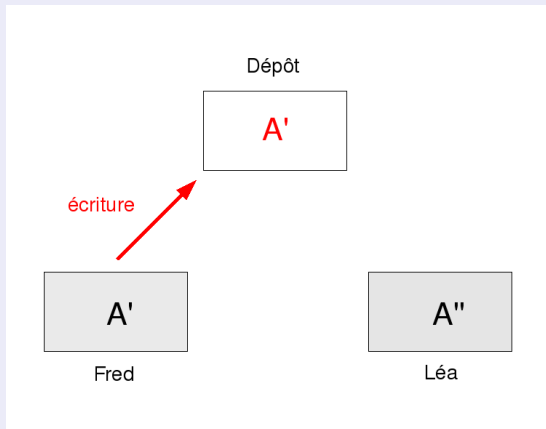 Dépôt
A'
écriture
A'
A"
Fred
Léa